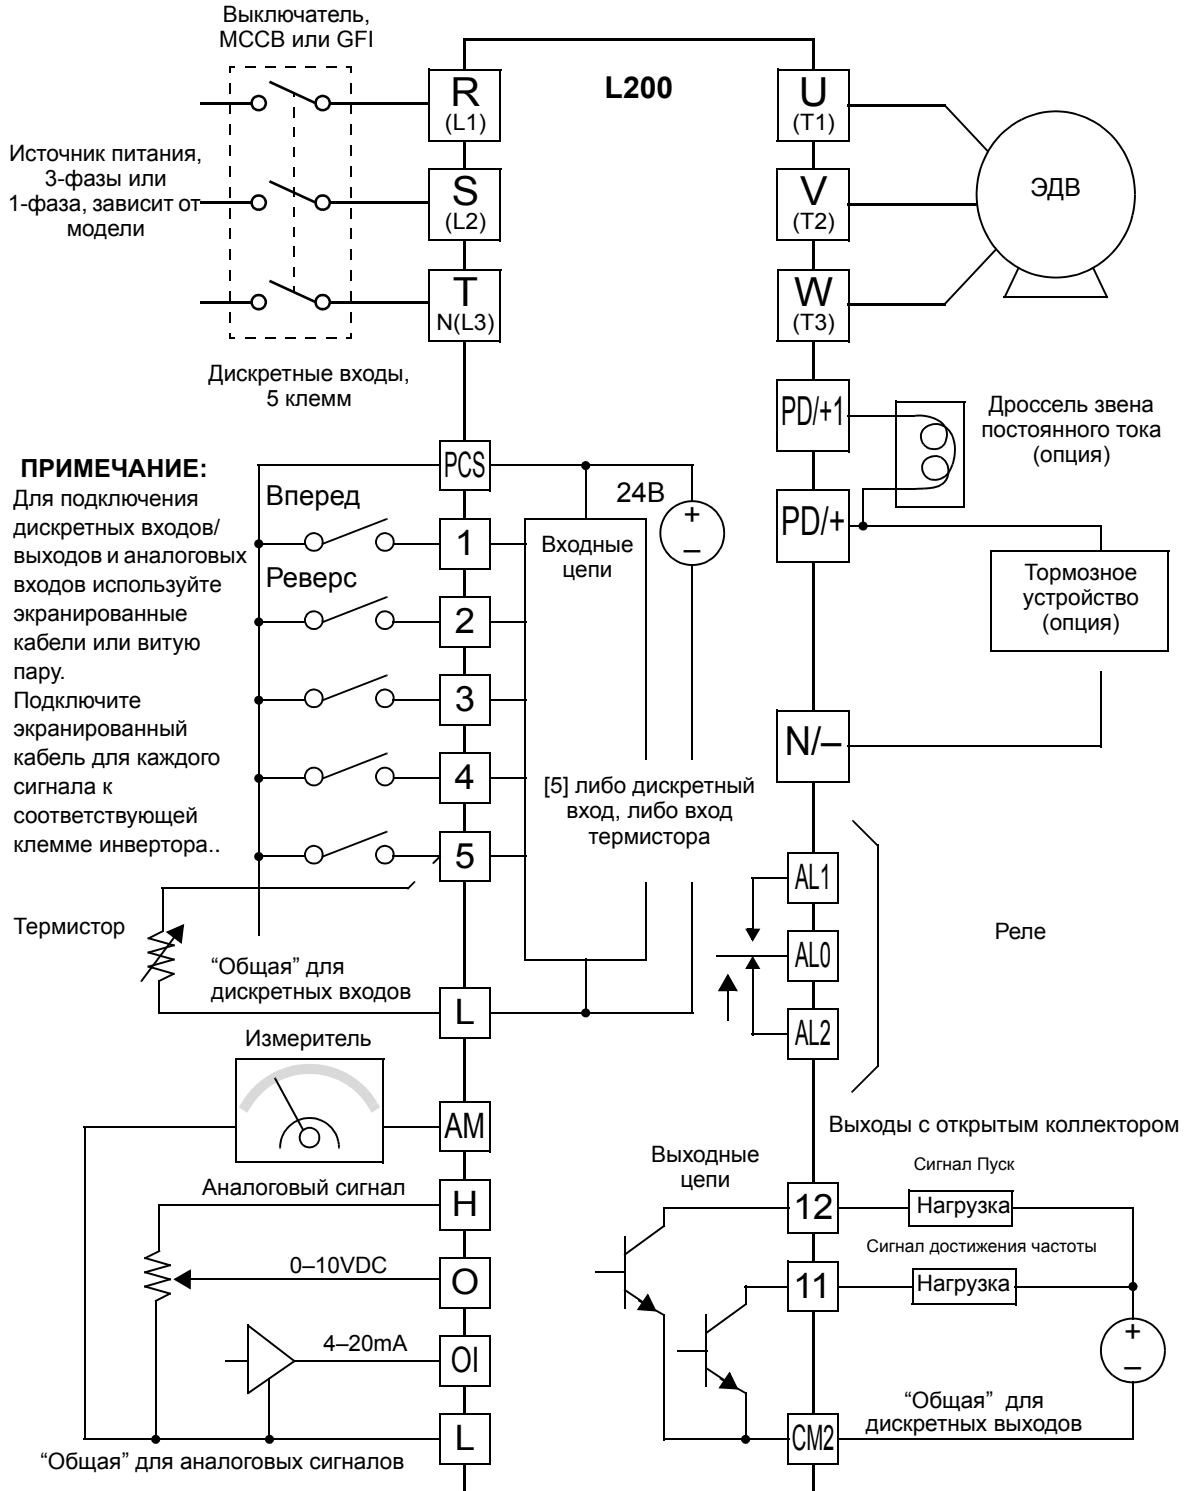 Выключатель,
MCCB или GFI
L200
R
(L1)
U
(T1)
Источник питания,
3-фазы или
1-фаза, зависит от
модели
S
(L2)
V
(T2)
ЭДВ
T
N(L3)
W
(T3)
Дискретные входы,
5 клемм
PD/+1
Дроссель звена
постоянного тока
(опция)
ПРИМЕЧАНИЕ:
Для подключения
дискретных входов/
выходов и аналоговых
входов используйте
экранированные
кабели или витую
пару.
Подключите
экранированный
кабель для каждого
сигнала к
соответствующей
клемме инвертора..
PCS
Вперед
24В
+
–
PD/+
1
Входные
цепи
Реверс
2
Тормозное
устройство
(опция)
3
N/–
4
[5] либо дискретный
вход, либо вход
термистора
5
AL1
Термистор
AL0
Реле
“Общая” для
дискретных входов
L
AL2
Измеритель
AM
Выходы с открытым коллектором
Выходные
цепи
Сигнал Пуск
Аналоговый сигнал
H
12
Нагрузка
Сигнал достижения частоты
0–10VDC
O
11
Нагрузка
4–20mA
OI
+
–
“Общая” для
дискретных выходов
L
CM2
“Общая” для аналоговых сигналов